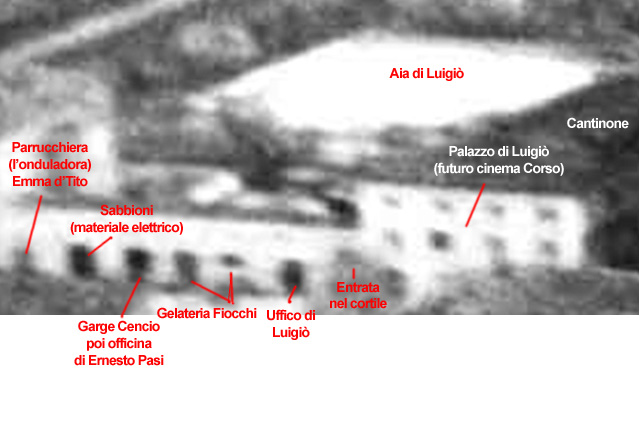 Aia di Luigiò
Cantinone
Parrucchiera
(l'onduladora)
Emma d'Tito
Palazzo di Luigiò
(futuro cinema Corso)
Sabbioni
(materiale elettrico)
Entrata
nel cortile
Gelateria Fiocchi
Uffico di
Luigiò
Garge Cencio
poi officina
di Ernesto Pasi